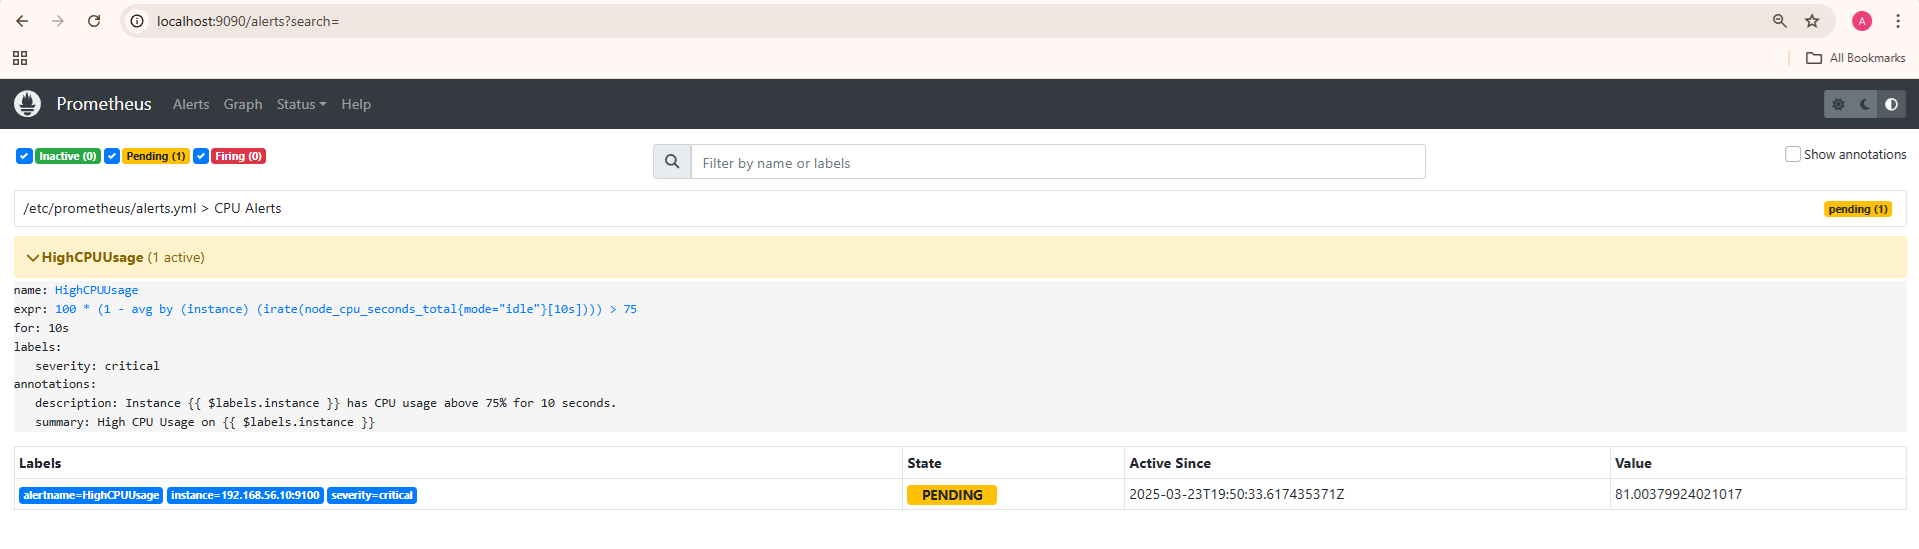 localhost:9090/alerts?search=
A
All Bookmarks
Prometheus Alerts Graph Status Help
Inactive (0) Pending (1) Firing (0)
Filter by name or labels
Show annotations
/etc/prometheus/alerts.yml > CPU Alerts
pending (1)
HighCPUUsage (1 active)
name: HighCPUUsage
expr: 100 * (1 - avg by (instance) (irate(node_cpu_seconds_total{mode="idle"}[10s]))) > 75
for: 10s
labels:
severity: critical
annotations:
description: Instance {{ $labels.instance }} has CPU usage above 75% for 10 seconds.
summary: High CPU Usage on {{ $labels.instance }}
Labels State Active Since Value
alertname=HighCPUUsage instance=192.168.56.10:9100 severity=critical PENDING 2025-03-23T19:50:33.617435371Z 81.00379924021017